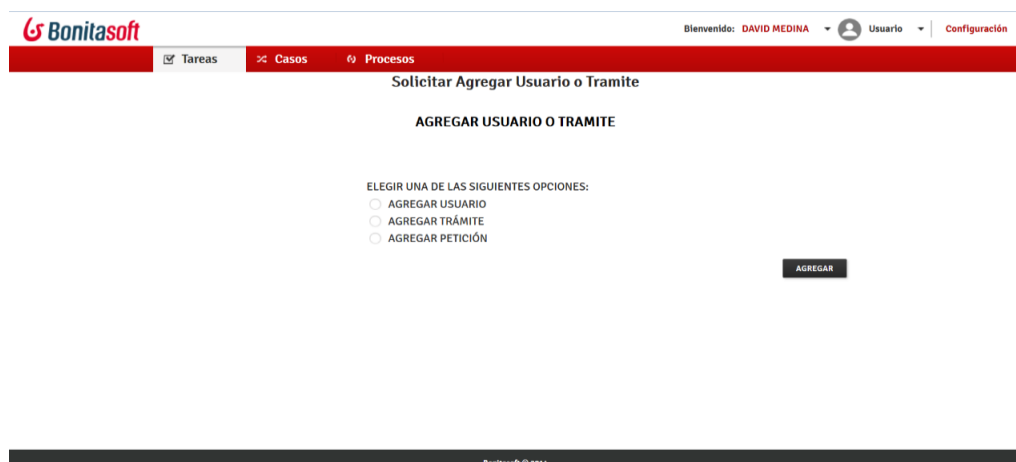 Bonitasoft
Bienvenido: DAVID MEDINA Usuario Configuración
Tareas Casos Procesos
Solicitar Agregar Usuario o Tramite
AGREGAR USUARIO O TRAMITE
ELEGIR UNA DE LAS SIGUIENTES OPCIONES:
AGREGAR USUARIO
AGREGAR TRÁMITE
AGREGAR PETICIÓN
AGREGAR